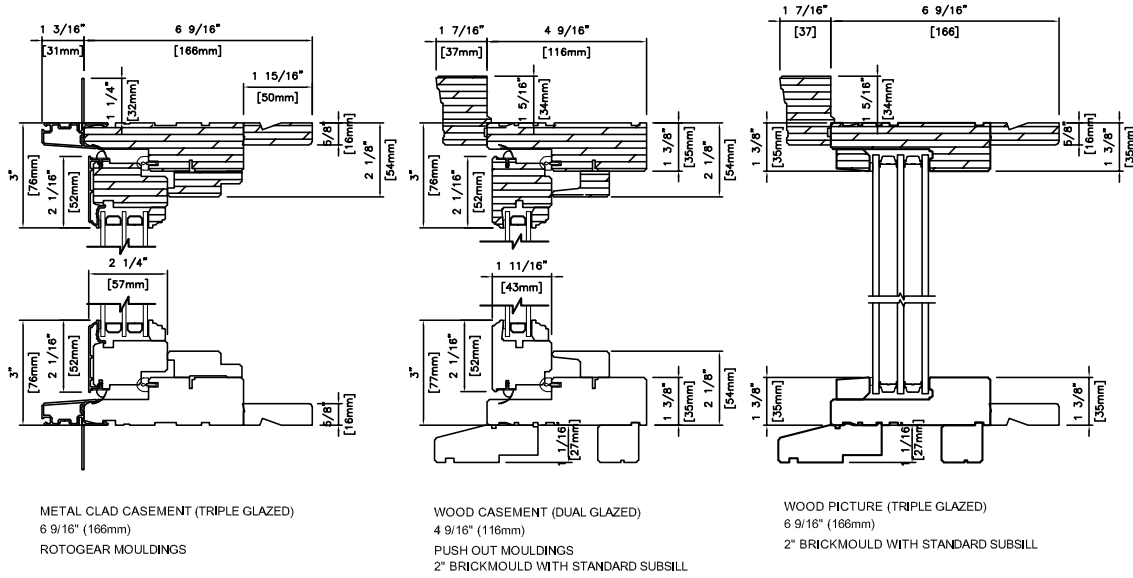 1 3/16"
6 9/16"
[31mm]
[166mm]
1 15/16"
[50mm]
1 1/4"
[32mm]
5/8"
[16mm]
2 1/8"
[54mm]
3"
[76mm]
2 1/16"
[52mm]
2 1/4"
[57mm]
3"
[76mm]
2 1/16"
[52mm]
5/8"
[16mm]
METAL CLAD CASEMENT (TRIPLE GLAZED)
6 9/16" (166mm)
ROTOGEAR MOULDINGS
1 7/16"
4 9/16"
[37mm]
[116mm]
1 5/16"
[34mm]
1 3/8"
[35mm]
2 1/8"
[54mm]
3"
[76mm]
2 1/16"
[52mm]
1 11/16"
[43mm]
3"
[77mm]
2 1/16"
[52mm]
1 3/8"
[35mm]
2 1/8"
[54mm]
1 1/16"
[27mm]
WOOD CASEMENT (DUAL GLAZED)
4 9/16" (116mm)
PUSH OUT MOULDINGS
2" BRICKMOULD WITH STANDARD SUBSILL
1 7/16"
6 9/16"
[37]
[166]
1 5/16"
[34mm]
1 3/8"
[35mm]
5/8"
[16mm]
1 3/8"
[35mm]
1 3/8"
[35mm]
1 3/8"
[35mm]
1 1/16"
[27mm]
WOOD PICTURE (TRIPLE GLAZED)
6 9/16" (166mm)
2" BRICKMOULD WITH STANDARD SUBSILL